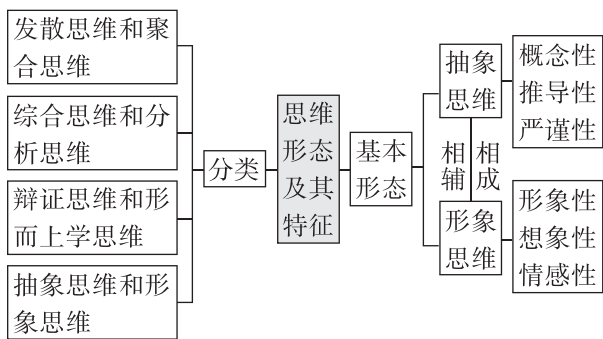 发散思维和聚
合思维
综合思维和分
析思维
辩证思维和形
而上学思维
抽象思维和形
象思维
分类
思维
形态
及其
特征
基本
形态
抽象
思维
相辅
相成
形象
思维
概念性
推导性
严谨性
形象性
想象性
情感性